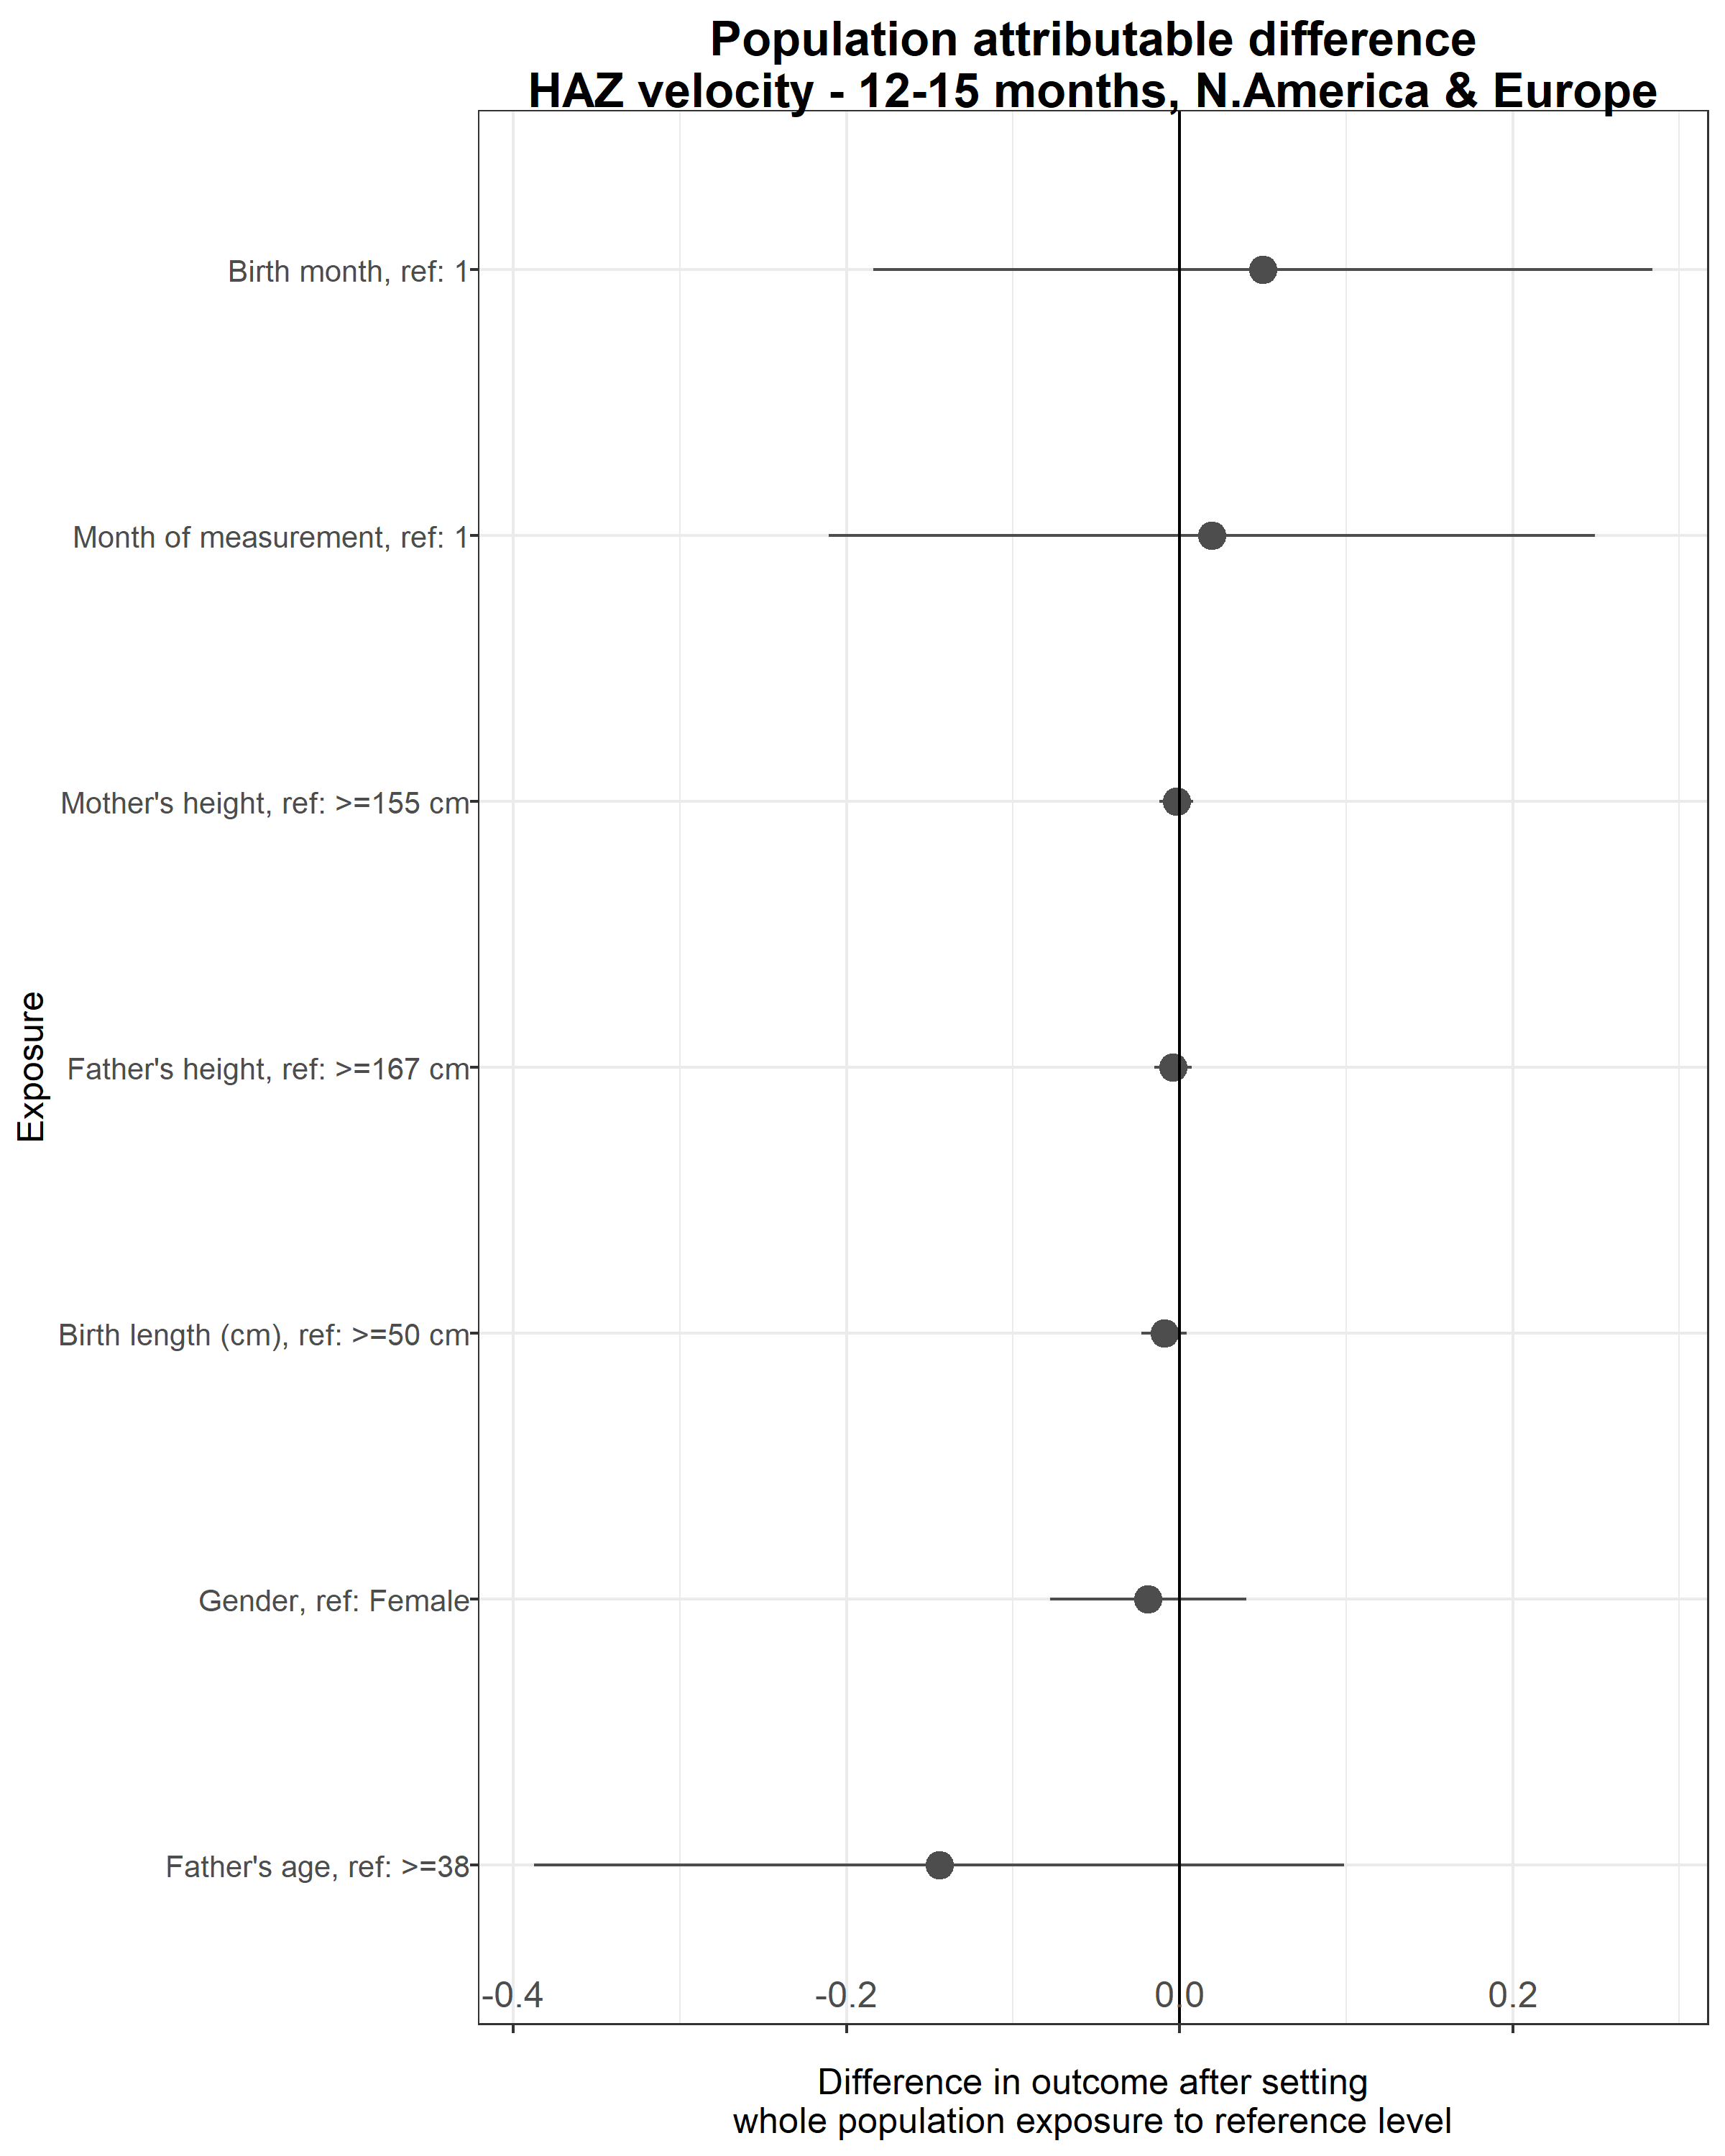 Population attributable difference
HAZ velocity - 12-15 months, N.America & Europe
Birth month, ref: 1
Month of measurement, ref: 1
Mother's height, ref: >=155 cm
Father's height, ref: >=167 cm
Birth length (cm), ref: >=50 cm
Gender, ref: Female
Father's age, ref: >=38
Exposure
-0.4 -0.2 0.0 0.2
Difference in outcome after setting
whole population exposure to reference level